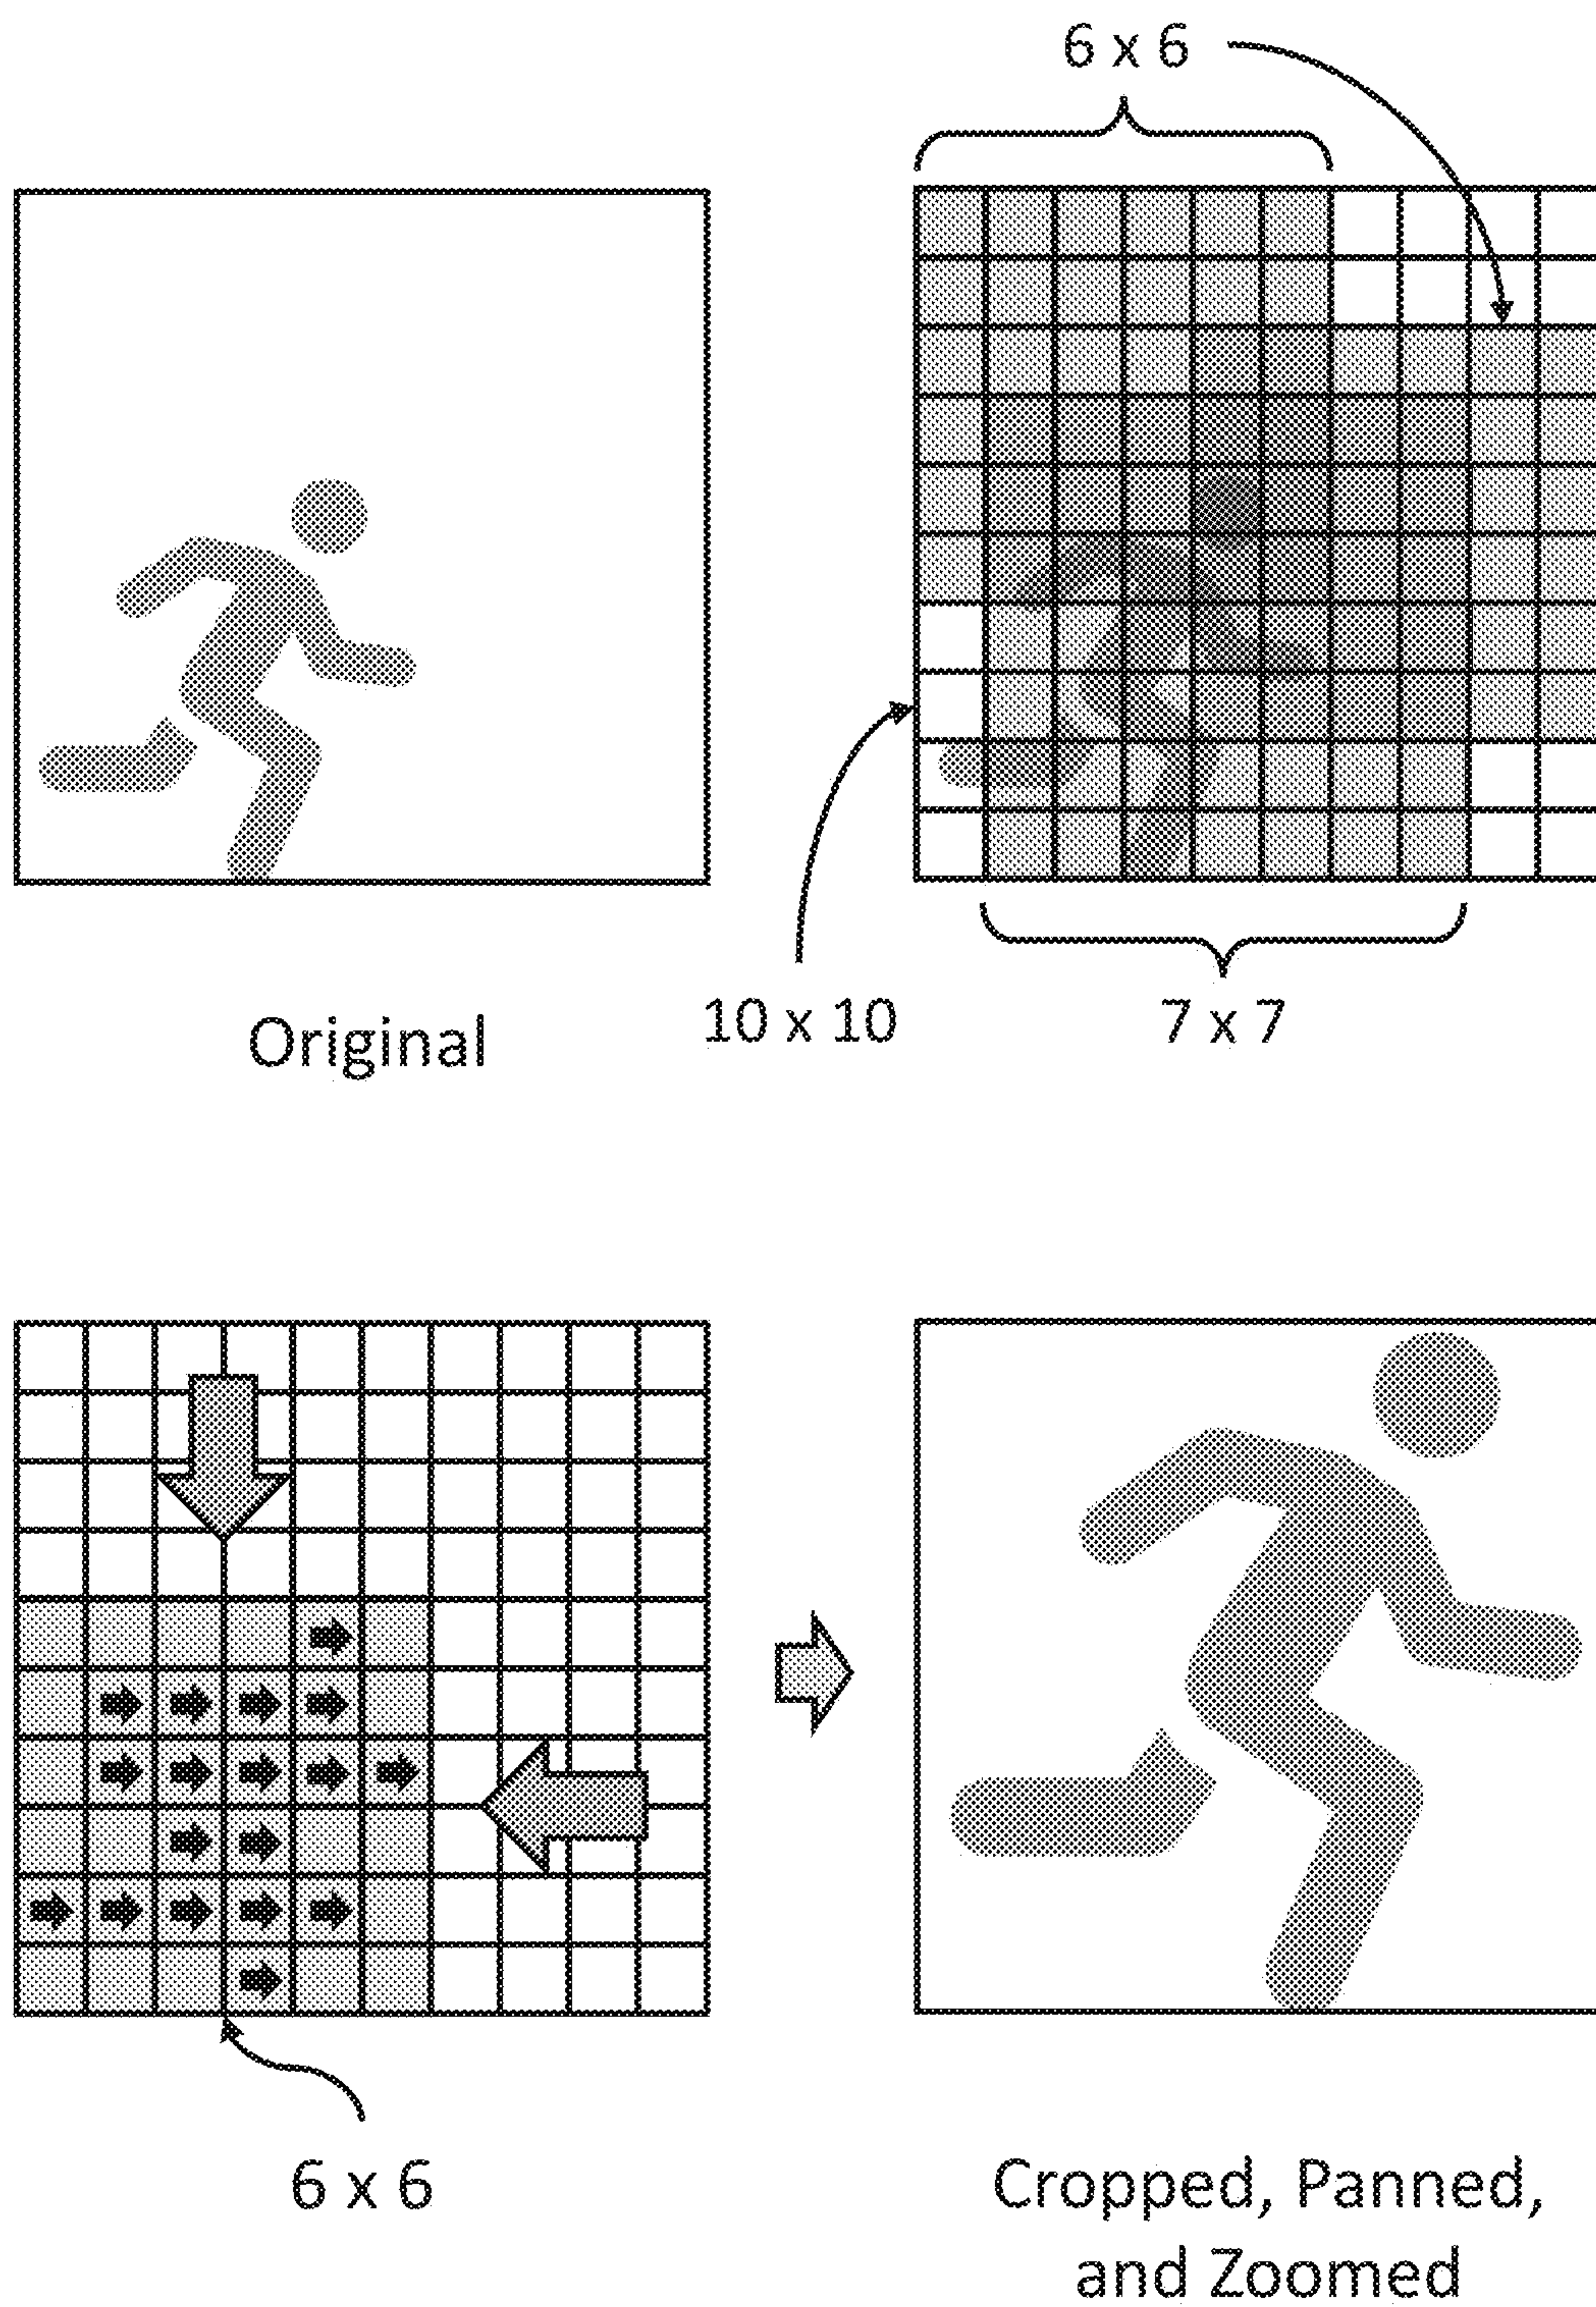 6 x 6
Original
10 x 10
7 x 7
6 x 6
Cropped, Panned,
and Zoomed